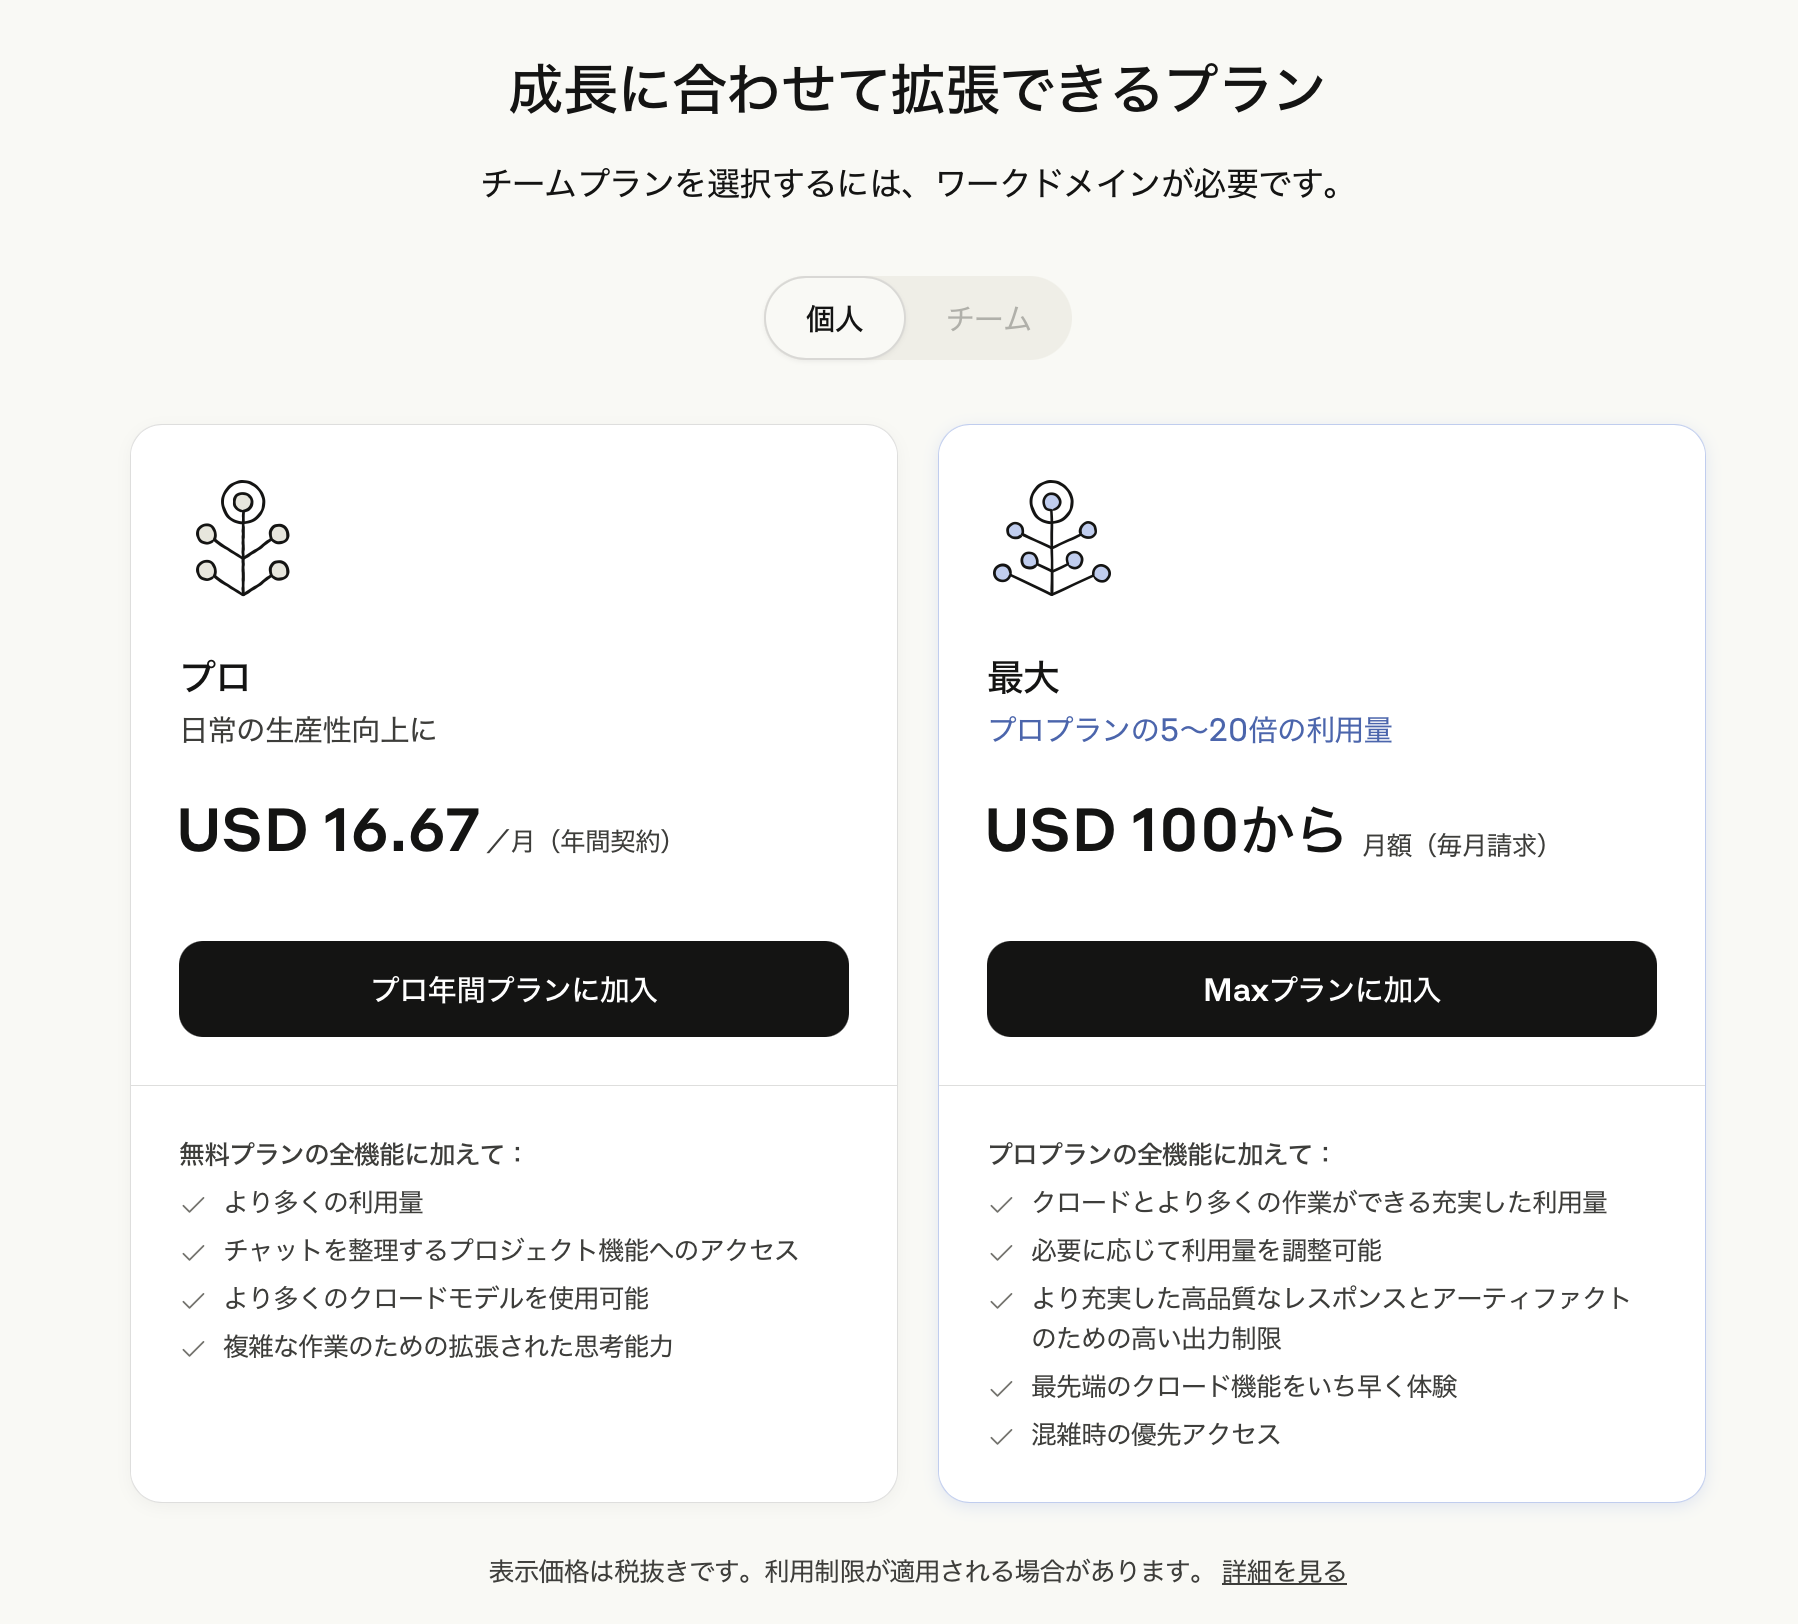 成長に合わせて拡張できるプラン
チームプランを選択するには、ワークドメインが必要です。
個人
チーム
プロ
日常の生産性向上に
USD 16.67／月（年間契約）
プロ年間プランに加入
無料プランの全機能に加えて：
より多くの利用量
チャットを整理するプロジェクト機能へのアクセス
より多くのクロードモデルを使用可能
複雑な作業のための拡張された思考能力
最大
プロプランの5〜20倍の利用量
USD 100から 月額（毎月請求）
Maxプランに加入
プロプランの全機能に加えて：
クロードとより多くの作業ができる充実した利用量
必要に応じて利用量を調整可能
より充実した高品質なレスポンスとアーティファクト
のための高い出力制限
最先端のクロード機能をいち早く体験
混雑時の優先アクセス
表示価格は税抜きです。利用制限が適用される場合があります。 詳細を見る